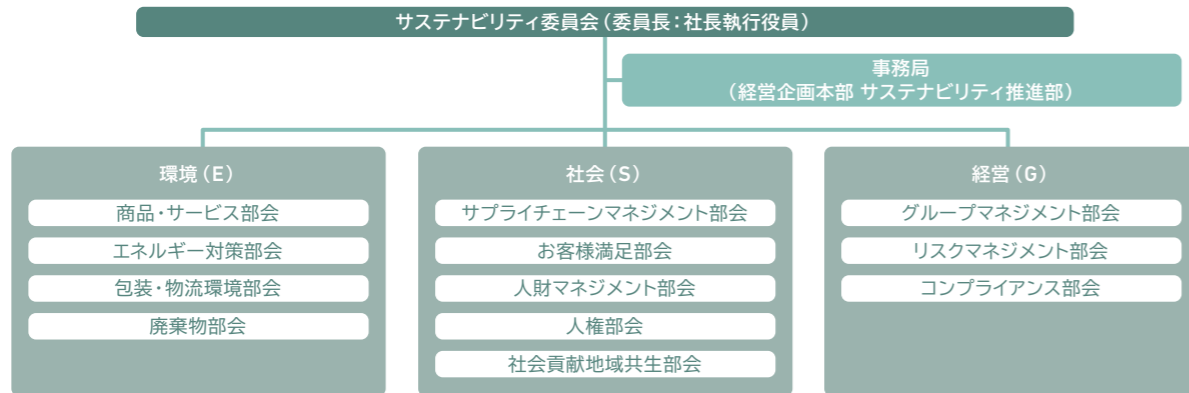 サステナビリティ委員会（委員長：社長執行役員）
事務局
（経営企画本部 サステナビリティ推進部）
環境（E）
商品・サービス部会
エネルギー対策部会
包装・物流環境部会
廃棄物部会
社会（S）
サプライチェーンマネジメント部会
お客様満足部会
人財マネジメント部会
人権部会
社会貢献地域共生部会
経営（G）
グループマネジメント部会
リスクマネジメント部会
コンプライアンス部会